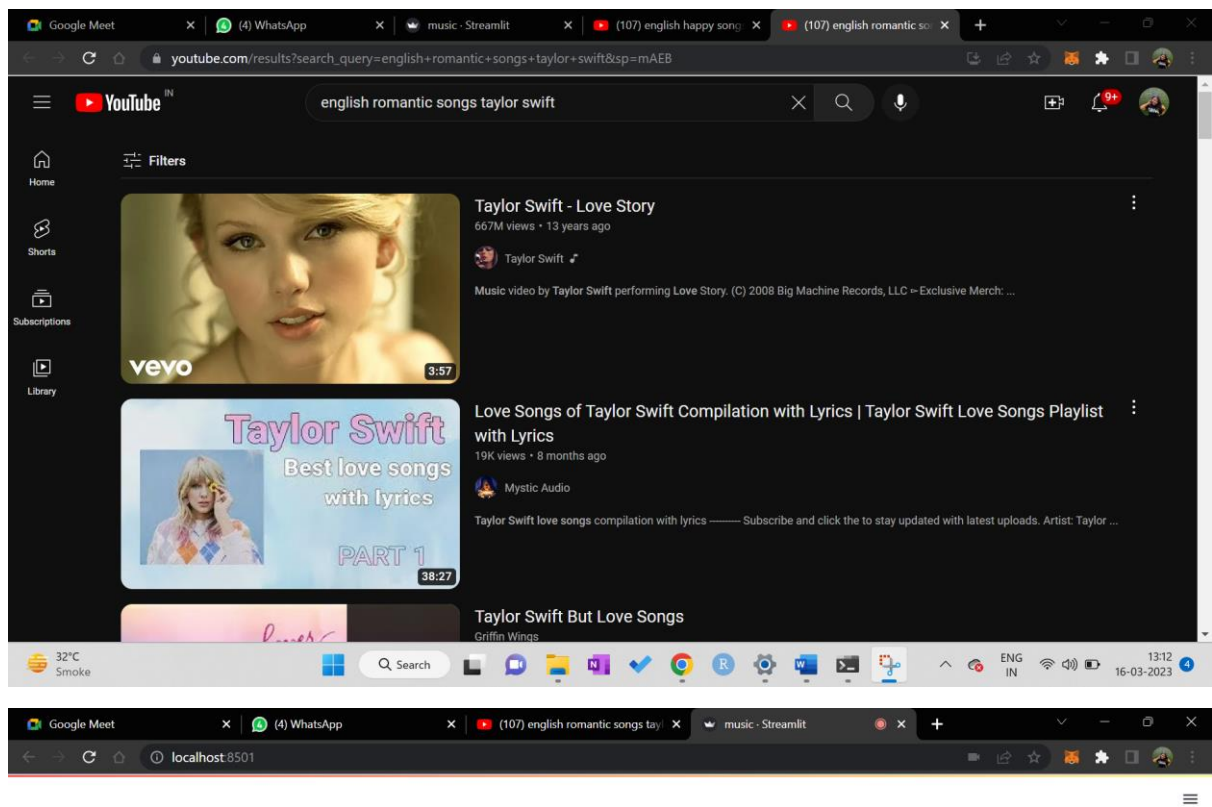 Google Meet
(4) WhatsApp
music · Streamlit
(107) english happy song
(107) english romantic so
youtube.com/results?search_query=english+romantic+songs+taylor+swift&sp=mAEB
YouTube IN
english romantic songs taylor swift
9+
Home
Filters
Shorts
Subscriptions
Library
vevo
3:57
Taylor Swift - Love Story
667M views • 13 years ago
Taylor Swift
Music video by Taylor Swift performing Love Story. (C) 2008 Big Machine Records, LLC ▻ Exclusive Merch: ...
Taylor Swift
Best love songs
with lyrics
PART 1
38:27
Love Songs of Taylor Swift Compilation with Lyrics | Taylor Swift Love Songs Playlist
with Lyrics
19K views • 8 months ago
Mystic Audio
Taylor Swift love songs compilation with lyrics --------- Subscribe and click the to stay updated with latest uploads. Artist: Taylor ...
Lover
Taylor Swift But Love Songs
Griffin Wings
32°C
Smoke
Search
R
ENG
IN
13:12
16-03-2023
4
Google Meet
(4) WhatsApp
(107) english romantic songs tayl
music · Streamlit
localhost:8501